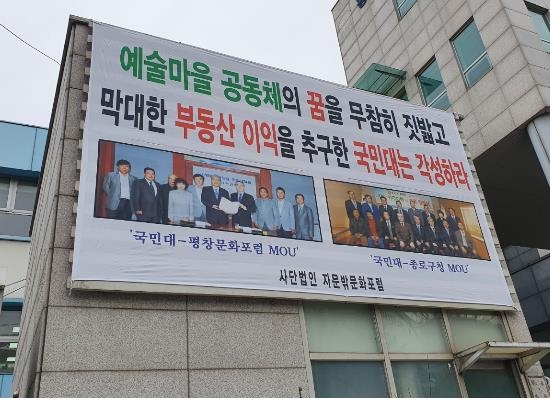 예술마을 공동체의 꿈을 무참히 짓밟고
막대한 부동산 이익을 추구한 국민대는 각성하라
'국민대-평창문화포럼 MOU'
'국민대-종로구청 MOU'
사단법인 자문밖문화포럼